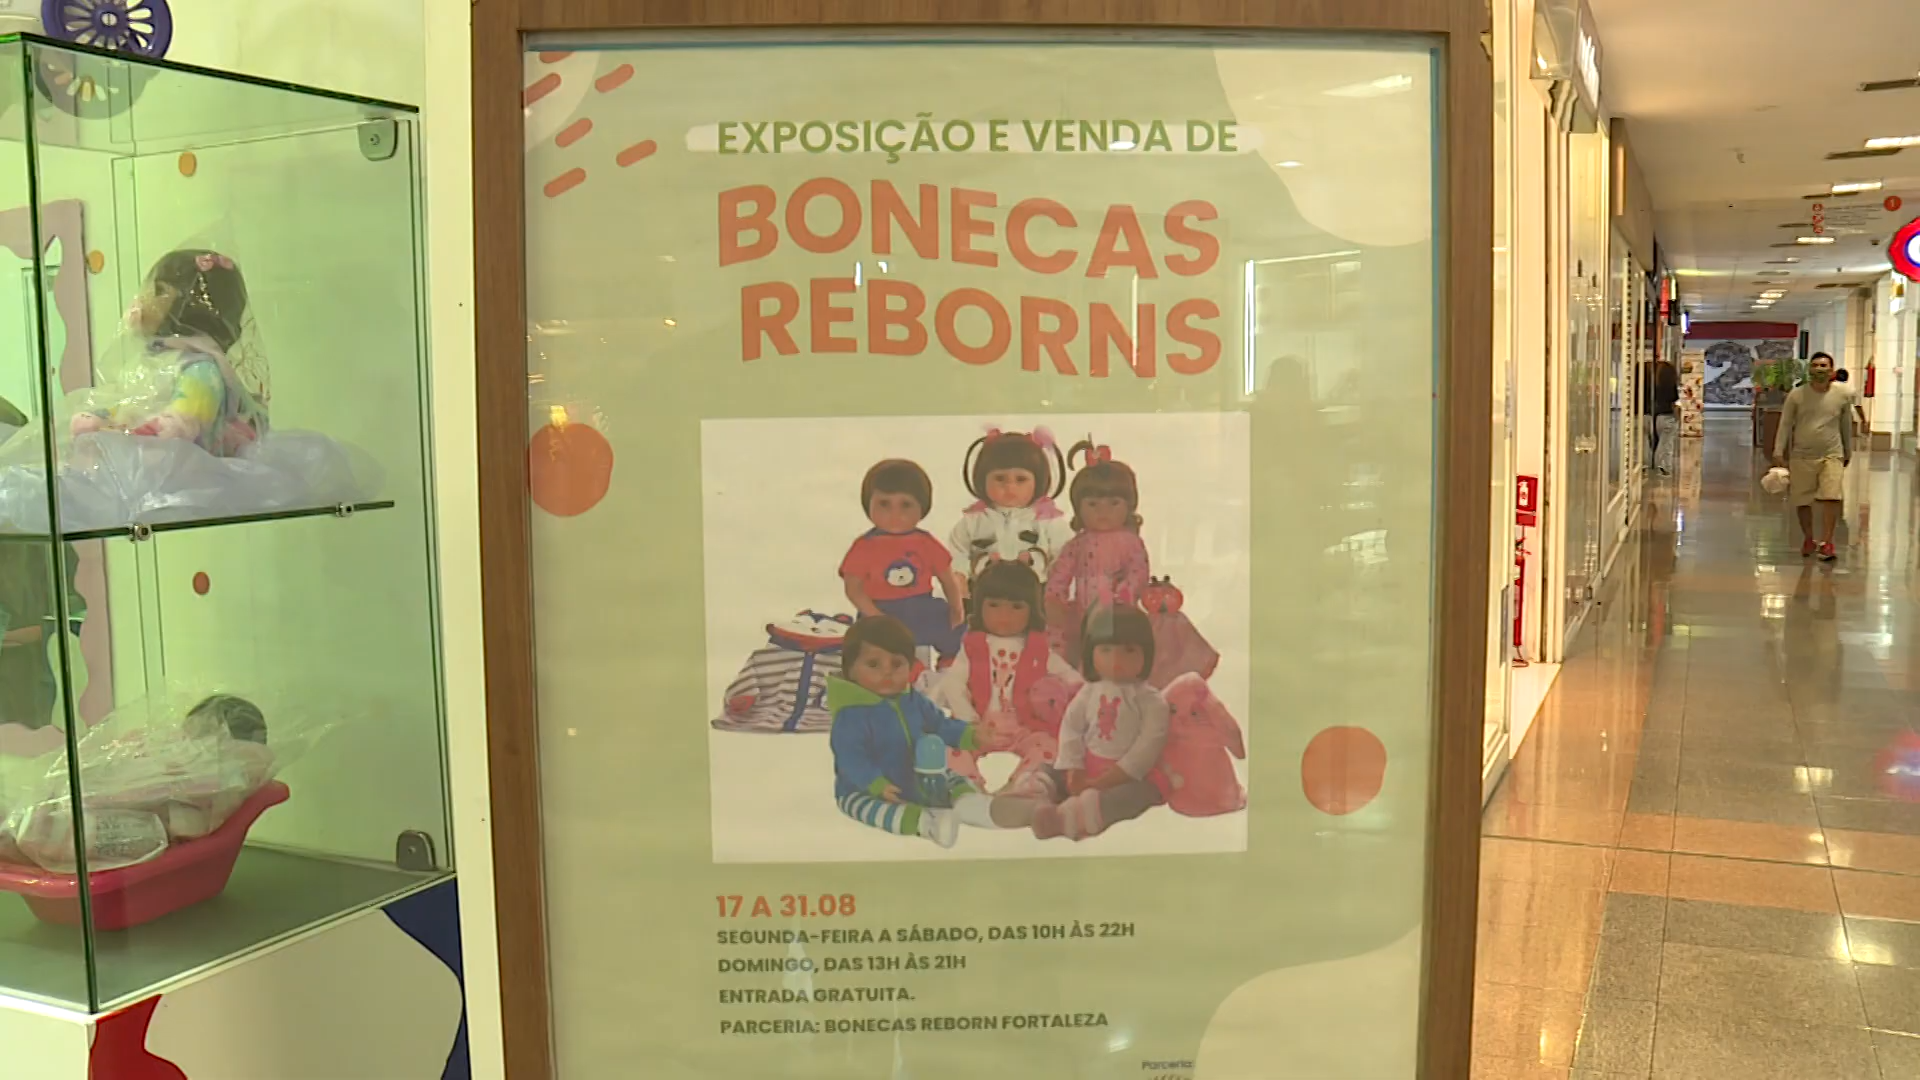 EXPOSIÇÃO E VENDA DE
BONECAS
REBORNS
17 A 31.08
SEGUNDA-FEIRA A SÁBADO, DAS 10H ÀS 22H
DOMINGO, DAS 13H ÀS 21H
ENTRADA GRATUITA.
PARCERIA: BONECAS REBORN FORTALEZA
Parceria: